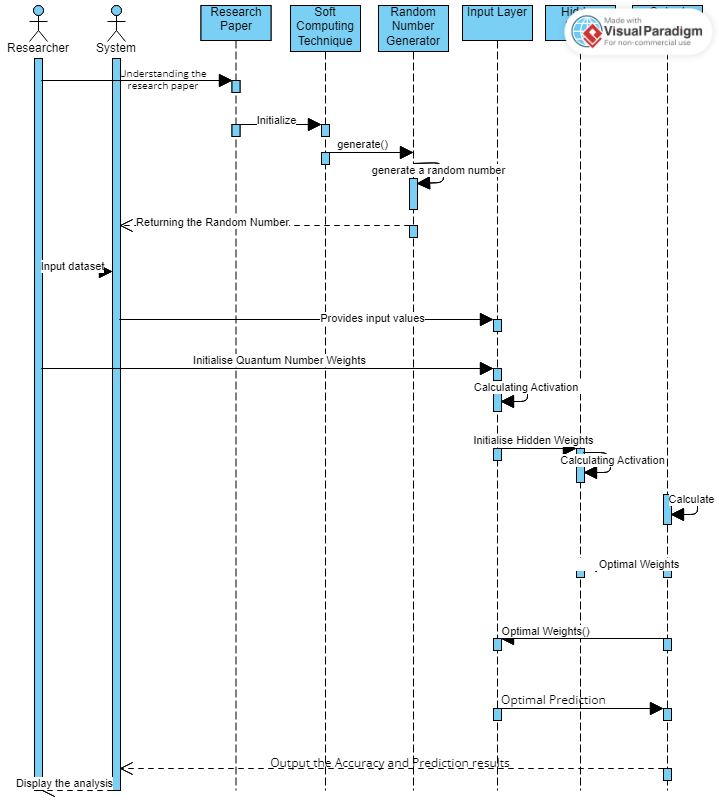 Research
Paper
Soft
Computing
Technique
Random
Number
Generator
Input Layer
Made with
VisualParadigm
For non-commercial use
Researcher
System
Understanding the
research paper
Initialize
generate()
generate a random number
Returning the Random Number
Input dataset
Provides input values
Initialise Quantum Number Weights
Calculating Activation
Initialise Hidden Weights
Calculating Activation
Calculate
Optimal Weights
Optimal Weights()
Optimal Prediction
Output the Accuracy and Prediction results
Display the analysis